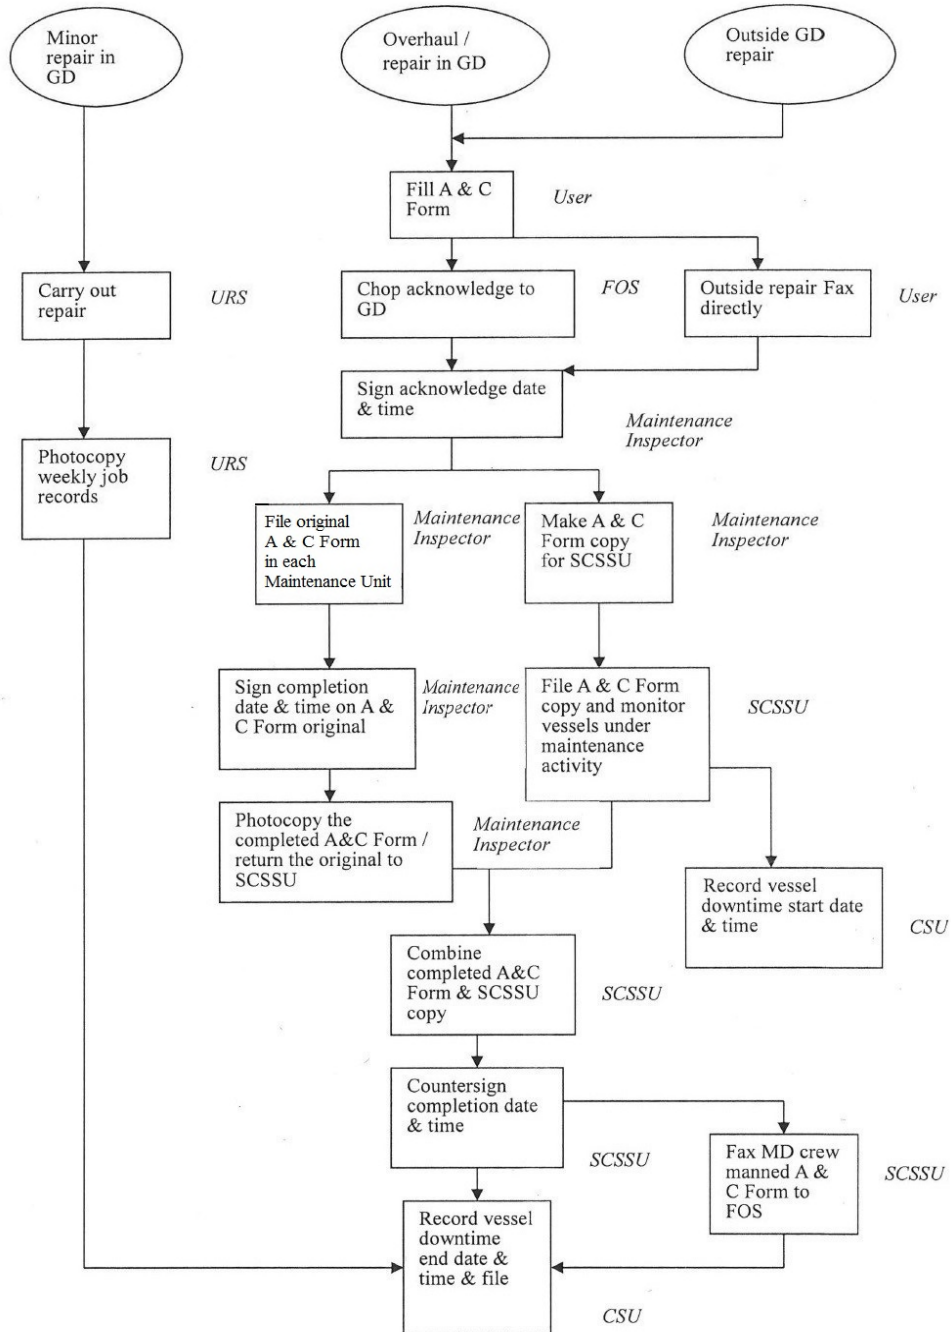 Minor
repair in
GD
Overhaul /
repair in GD
Outside GD
repair
Fill A & C
Form
User
Carry out
repair
URS
Chop acknowledge to
GD
FOS
Outside repair Fax
directly
User
Sign acknowledge date
& time
Maintenance
Inspector
Photocopy
weekly job
records
URS
File original
A & C Form
in each
Maintenance Unit
Maintenance
Inspector
Make A & C
Form copy
for SCSSU
Maintenance
Inspector
Sign completion
date & time on A &
C Form original
Maintenance
Inspector
File A & C Form
copy and monitor
vessels under
maintenance
activity
SCSSU
Photocopy the
completed A&C Form /
return the original to
SCSSU
Maintenance
Inspector
Record vessel
downtime start date
& time
CSU
Combine
completed A&C
Form & SCSSU
copy
SCSSU
Countersign
completion date
& time
SCSSU
Fax MD crew
manned A &
C Form to
FOS
SCSSU
Record vessel
downtime
end date &
time & file
CSU